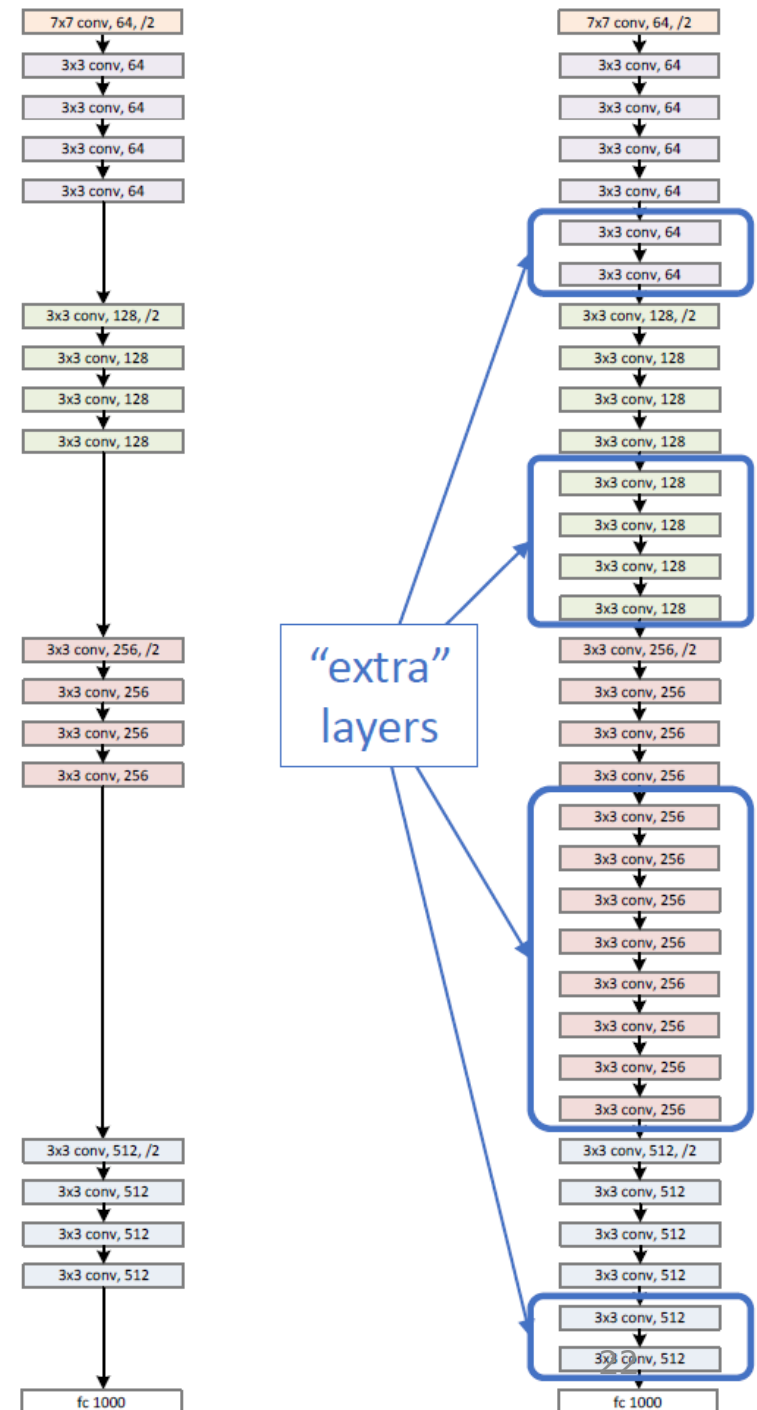 7x7 conv, 64, /2
3x3 conv, 64
3x3 conv, 64
3x3 conv, 64
3x3 conv, 64
3x3 conv, 128, /2
3x3 conv, 128
3x3 conv, 128
3x3 conv, 128
3x3 conv, 256, /2
3x3 conv, 256
3x3 conv, 256
3x3 conv, 256
3x3 conv, 512, /2
3x3 conv, 512
3x3 conv, 512
3x3 conv, 512
fc 1000
“extra”
layers
7x7 conv, 64, /2
3x3 conv, 64
3x3 conv, 64
3x3 conv, 64
3x3 conv, 64
3x3 conv, 64
3x3 conv, 64
3x3 conv, 128, /2
3x3 conv, 128
3x3 conv, 128
3x3 conv, 128
3x3 conv, 128
3x3 conv, 128
3x3 conv, 128
3x3 conv, 128
3x3 conv, 256, /2
3x3 conv, 256
3x3 conv, 256
3x3 conv, 256
3x3 conv, 256
3x3 conv, 256
3x3 conv, 256
3x3 conv, 256
3x3 conv, 256
3x3 conv, 256
3x3 conv, 256
3x3 conv, 256
3x3 conv, 512, /2
3x3 conv, 512
3x3 conv, 512
3x3 conv, 512
3x3 conv, 512
3x3 conv, 512
22
fc 1000